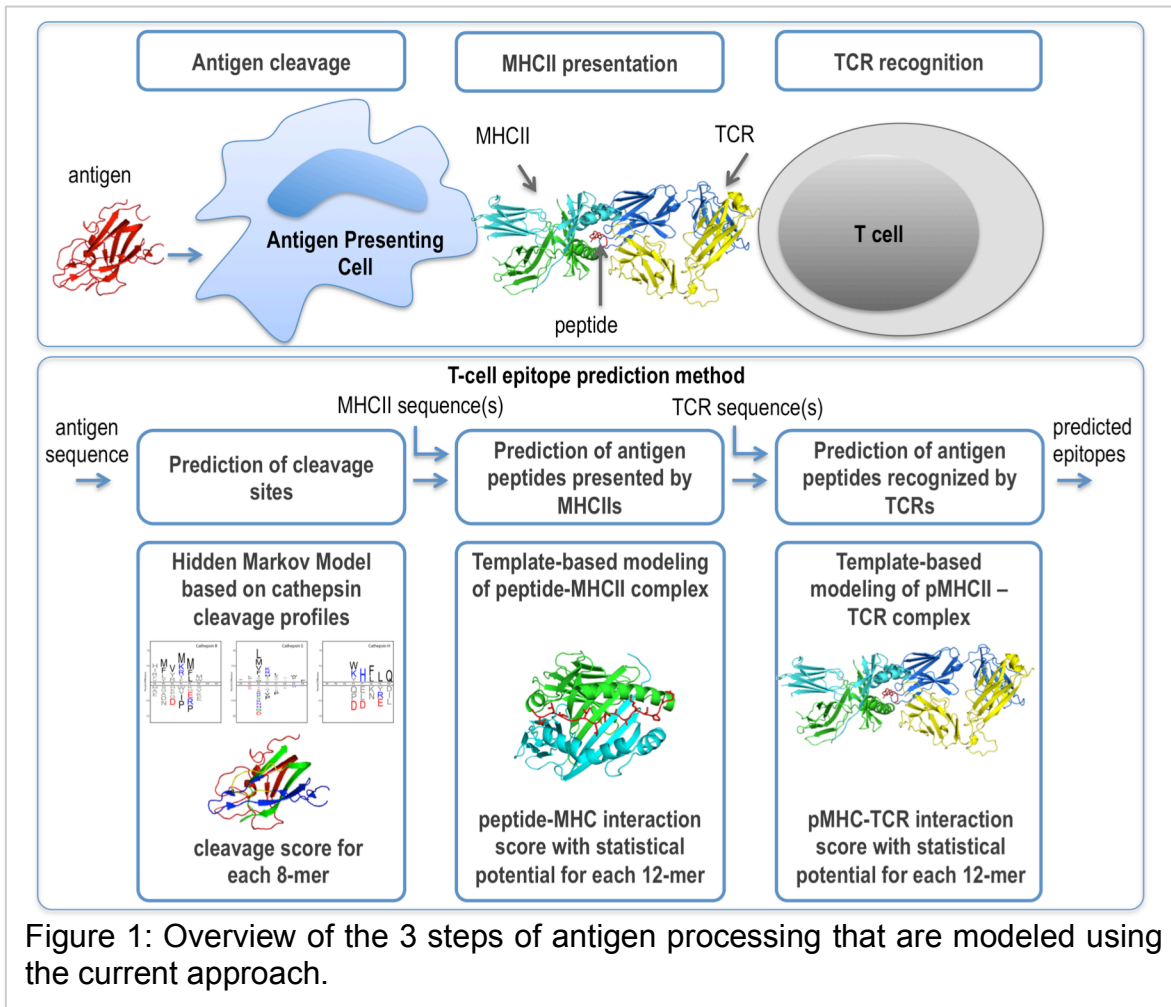 Antigen cleavage
MHCII presentation
TCR recognition
MHCII
TCR
antigen
Antigen Presenting
Cell
T cell
peptide
T-cell epitope prediction method
MHCII sequence(s)
TCR sequence(s)
antigen
sequence
predicted
epitopes
Prediction of cleavage
sites
Prediction of antigen
peptides presented by
MHCIIs
Prediction of antigen
peptides recognized by
TCRs
Hidden Markov Model
based on cathepsin
cleavage profiles
Cathepsin B
Cathepsin S
Cathepsin H
cleavage score for
each 8-mer
Template-based modeling
of peptide-MHCII complex
peptide-MHC interaction
score with statistical
potential for each 12-mer
Template-based
modeling of pMHCII –
TCR complex
pMHC-TCR interaction
score with statistical
potential for each 12-mer
Figure 1: Overview of the 3 steps of antigen processing that are modeled using
the current approach.